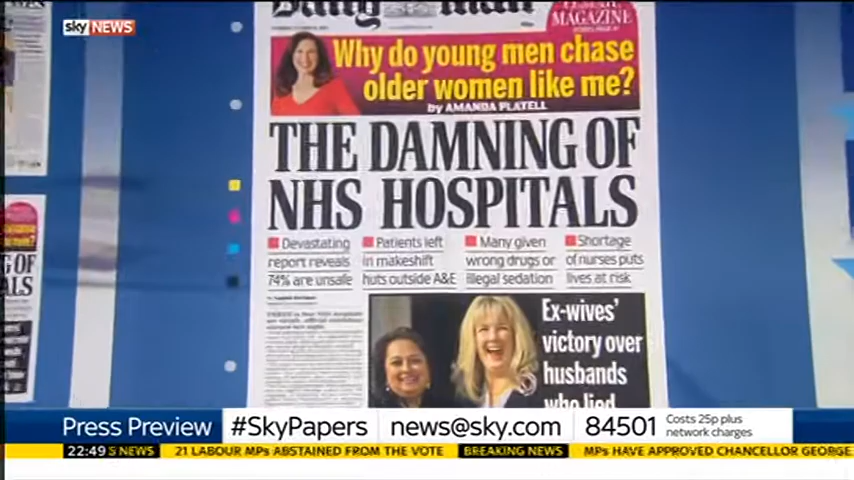 sky NEWS
Daily Mail
MAGAZINE
Why do young men chase
older women like me?
by AMANDA PLATELL
THE DAMNING OF
NHS HOSPITALS
Devastating
report reveals
74% are unsafe
Patients left
in makeshift
huts outside A&E
Many given
wrong drugs or
illegal sedation
Shortage
of nurses puts
lives at risk
Ex-wives'
victory over
husbands
who lied
Press Preview
#SkyPapers
news@sky.com
84501
Costs 25p plus
network charges
22:49
S NEWS
21 LABOUR MPs ABSTAINED FROM THE VOTE
BREAKING NEWS
MPs HAVE APPROVED CHANCELLOR GEORGE